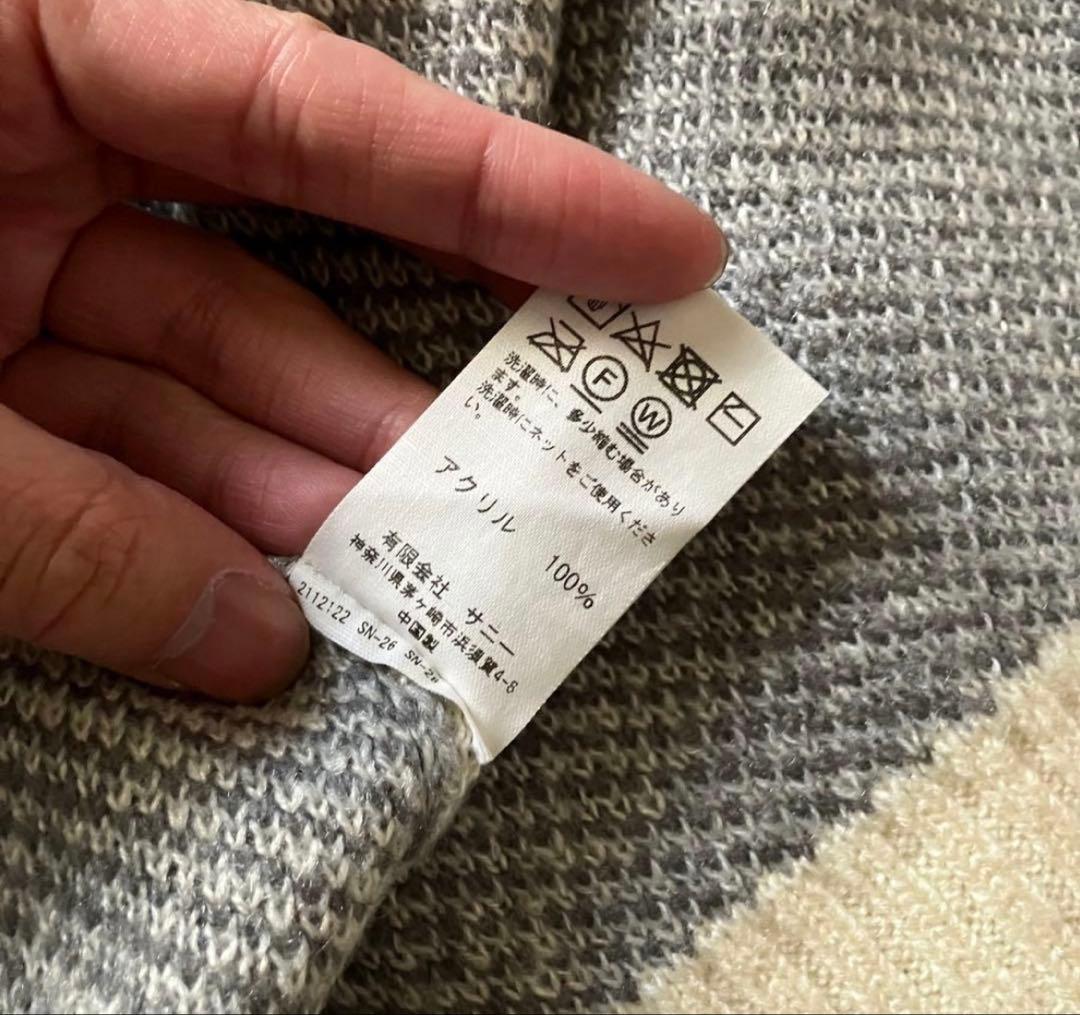 F
W
洗濯時に、多少縮む場合があり
ます。
洗濯時にネットをご使用くださ
い。
アクリル 100%
有限会社 サニー
神奈川県茅ヶ崎市浜須賀4-8
中国製
2112122 SN-26 SN-26